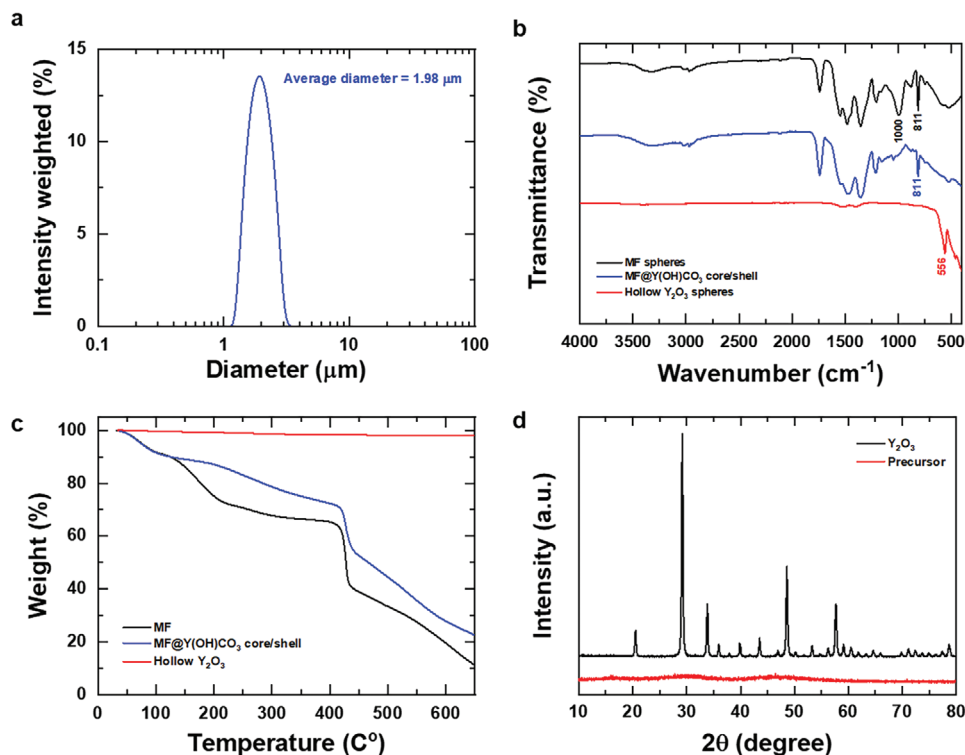 a
Intensity weighted (%)
15
10
5
0
Average diameter = 1.98 μm
0.1 1 10 100
Diameter (μm)
b
Transmittance (%)
1000
811
811
556
MF spheres
MF@Y(OH)CO₃ core/shell
Hollow Y₂O₃ spheres
4000 3500 3000 2500 2000 1500 1000 500
Wavenumber (cm⁻¹)
c
Weight (%)
100
80
60
40
20
0
MF
MF@Y(OH)CO₃ core/shell
Hollow Y₂O₃
0 100 200 300 400 500 600
Temperature (Cº)
d
Intensity (a.u.)
Y₂O₃
Precursor
10 20 30 40 50 60 70 80
2θ (degree)